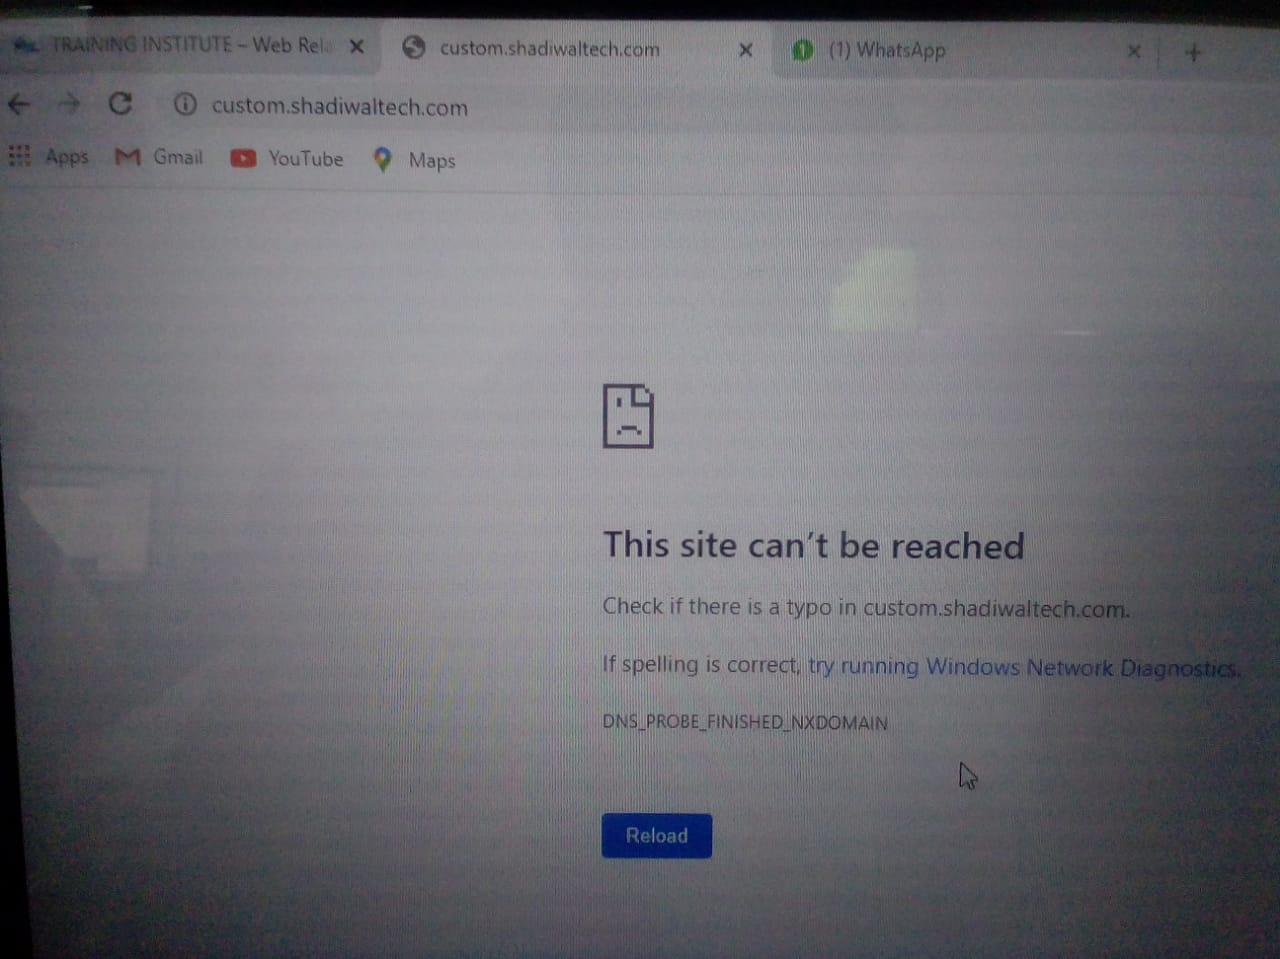 TRAINING INSTITUTE – Web Rela
custom.shadiwaltech.com
(1) WhatsApp
custom.shadiwaltech.com
Apps Gmail YouTube Maps
This site can't be reached
Check if there is a typo in custom.shadiwaltech.com.
If spelling is correct, try running Windows Network Diagnostics.
DNS_PROBE_FINISHED_NXDOMAIN
Reload